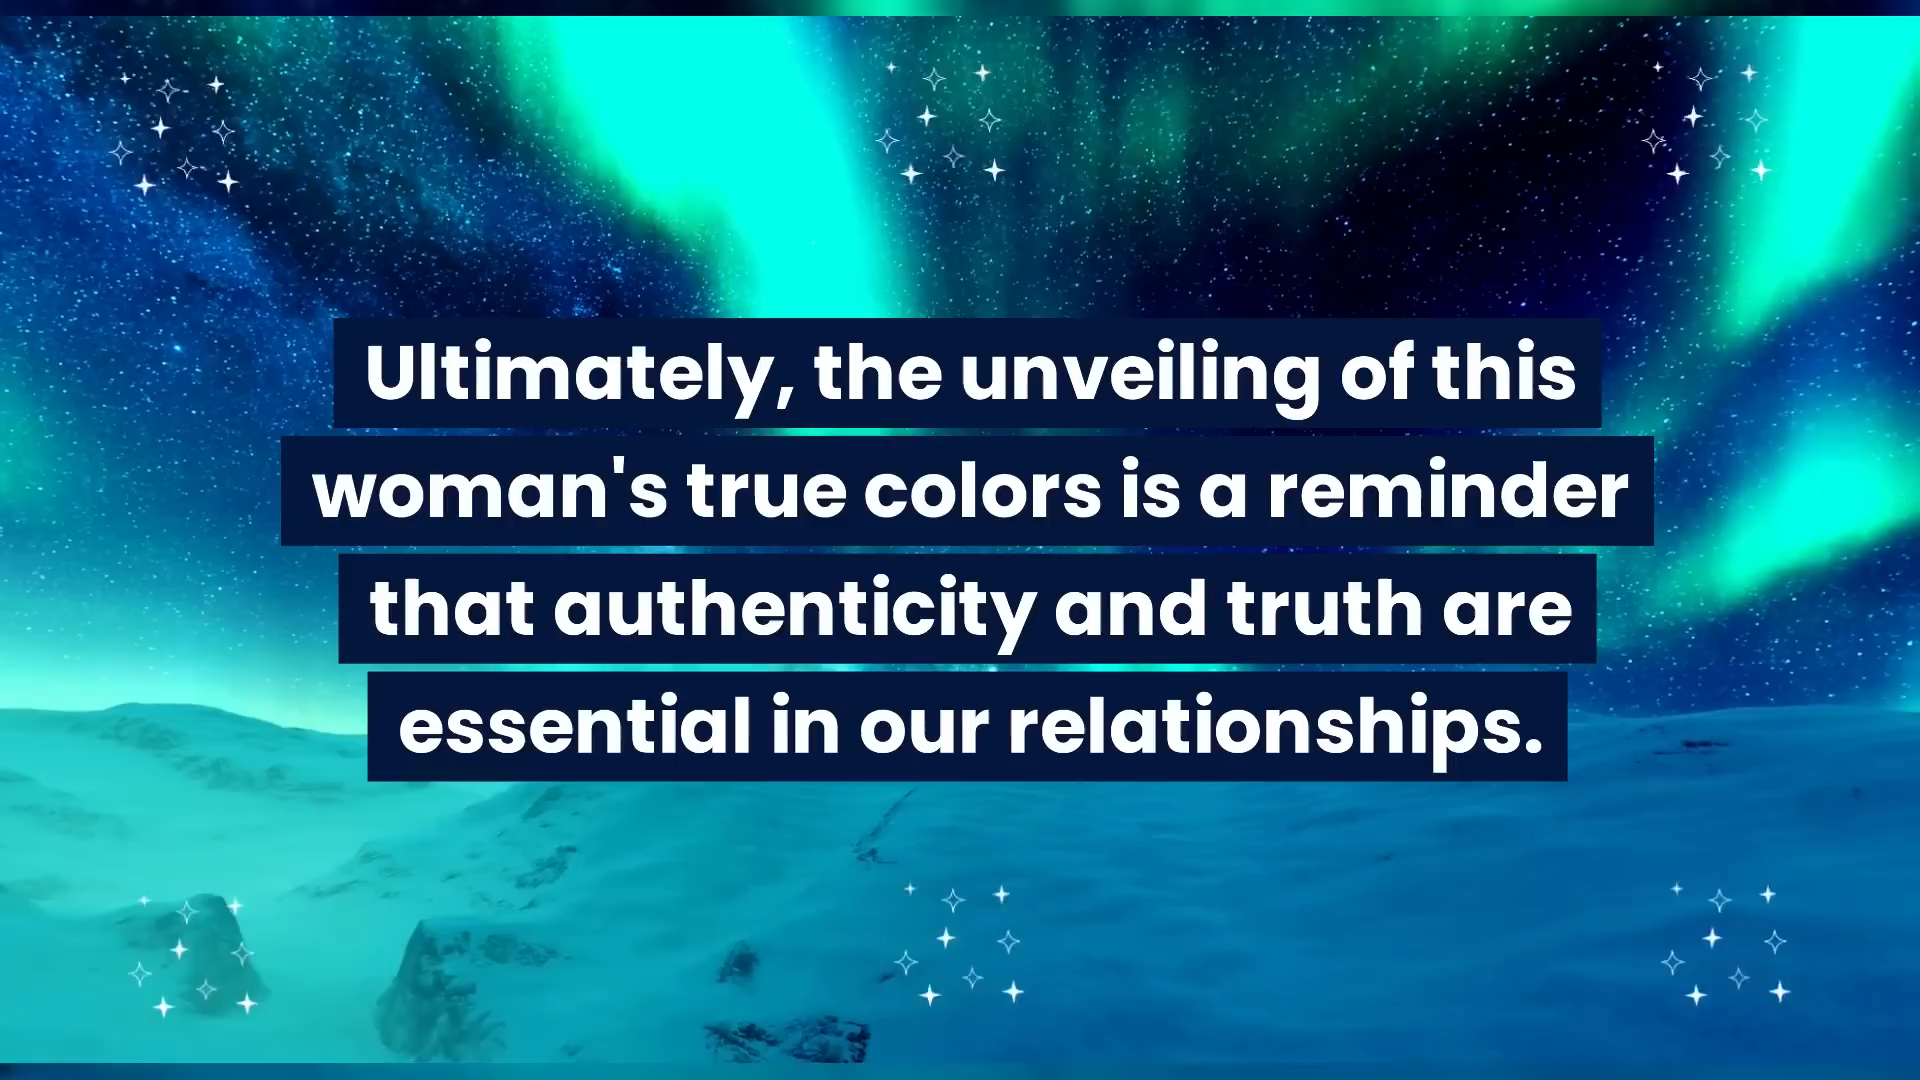 Ultimately, the unveiling of this
woman's true colors is a reminder
that authenticity and truth are
essential in our relationships.